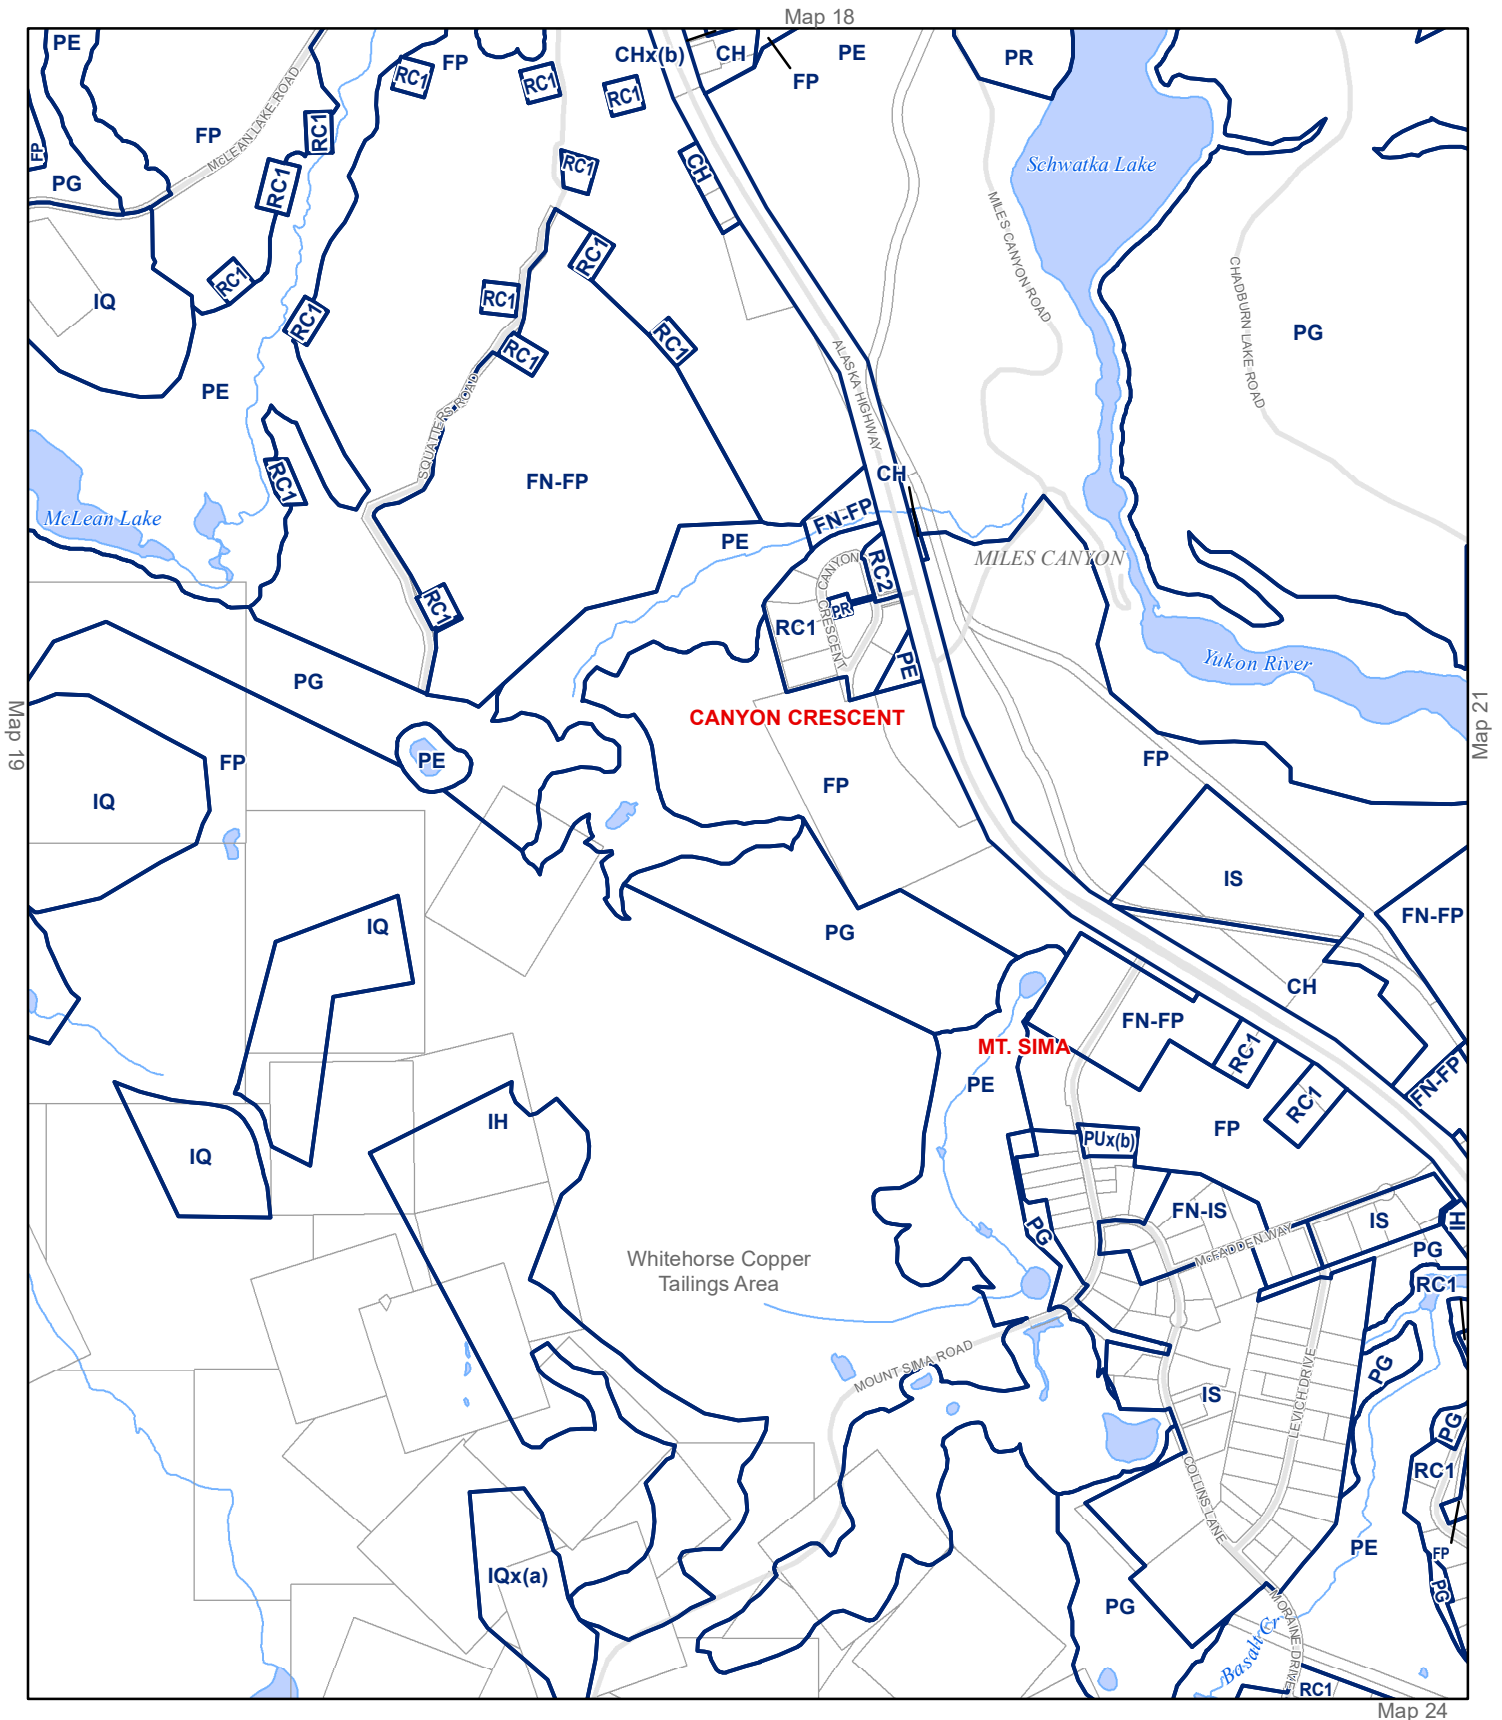 Map 18
PE
FP
CHx(b)
CH
PE
FP
PR
RC1
RC1
RC1
McLEAN LAKE ROAD
FP
RC1
FP
PG
RC1
RC1
CH
Schwatka Lake
MILES CANYON ROAD
CHADBURN LAKE ROAD
RC1
RC1
IQ
RC1
RC1
RC1
RC1
PG
ALASKA HIGHWAY
PE
SQUATTERS ROAD
RC1
FN-FP
CH
McLean Lake
FN-FP
PE
MILES CANYON
CANYON
CRESCENT
RC2
PR
RC1
RC1
PE
Yukon River
PG
CANYON CRESCENT
Map 19
Map 21
FP
PE
FP
IQ
FP
IS
FN-FP
IQ
PG
CH
FN-FP
MT. SIMA
RC1
PE
FN-FP
RC1
IH
FP
PUx(b)
IQ
FN-IS
PG
IS
IH
McFADDEN WAY
PG
Whitehorse Copper
Tailings Area
RC1
MOUNT SIMA ROAD
LEVICH DRIVE
PG
IS
PG
COLLINS LANE
RC1
PE
FP
IQx(a)
PG
PG
MORAINE DRIVE
Basalt Cr
RC1
Map 24